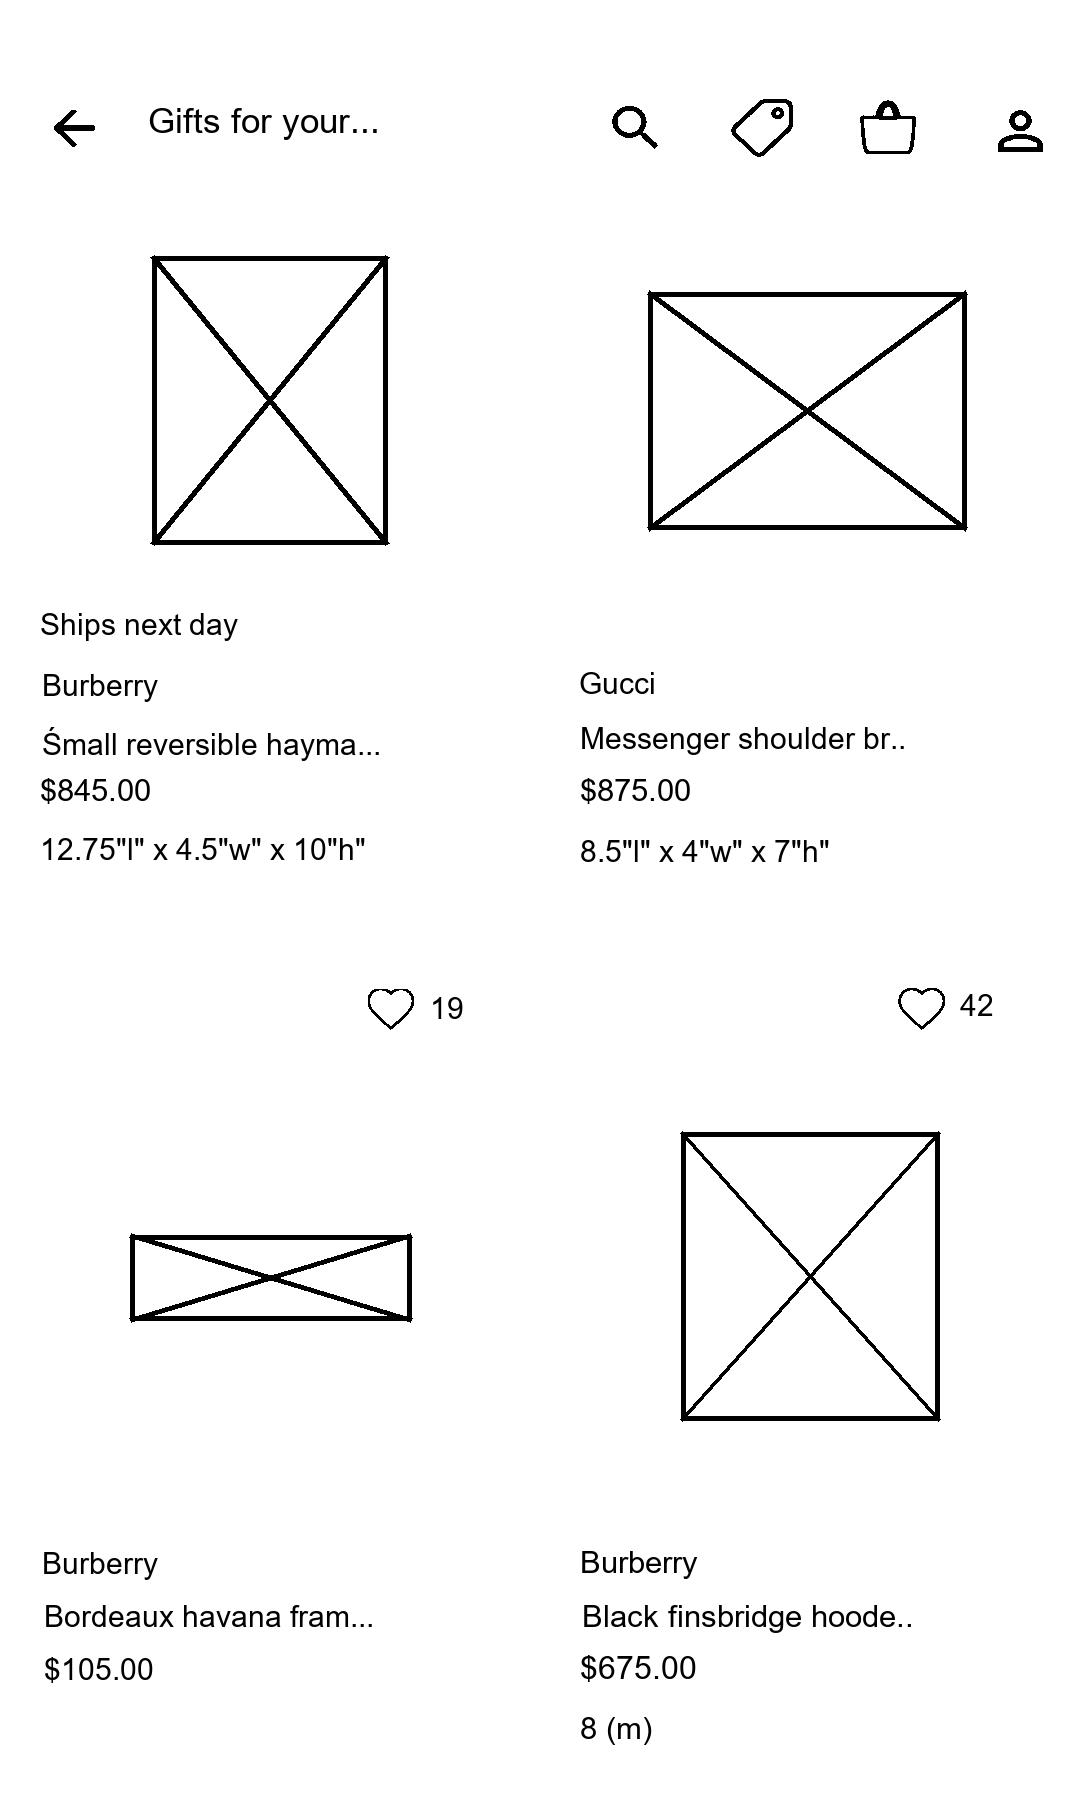 Gifts for your...
Ships next day
Burberry
Śmall reversible hayma...
$845.00
12.75"l" x 4.5"w" x 10"h"
Gucci
Messenger shoulder br..
$875.00
8.5"l" x 4"w" x 7"h"
19
42
Burberry
Bordeaux havana fram...
$105.00
Burberry
Black finsbridge hoode..
$675.00
8 (m)